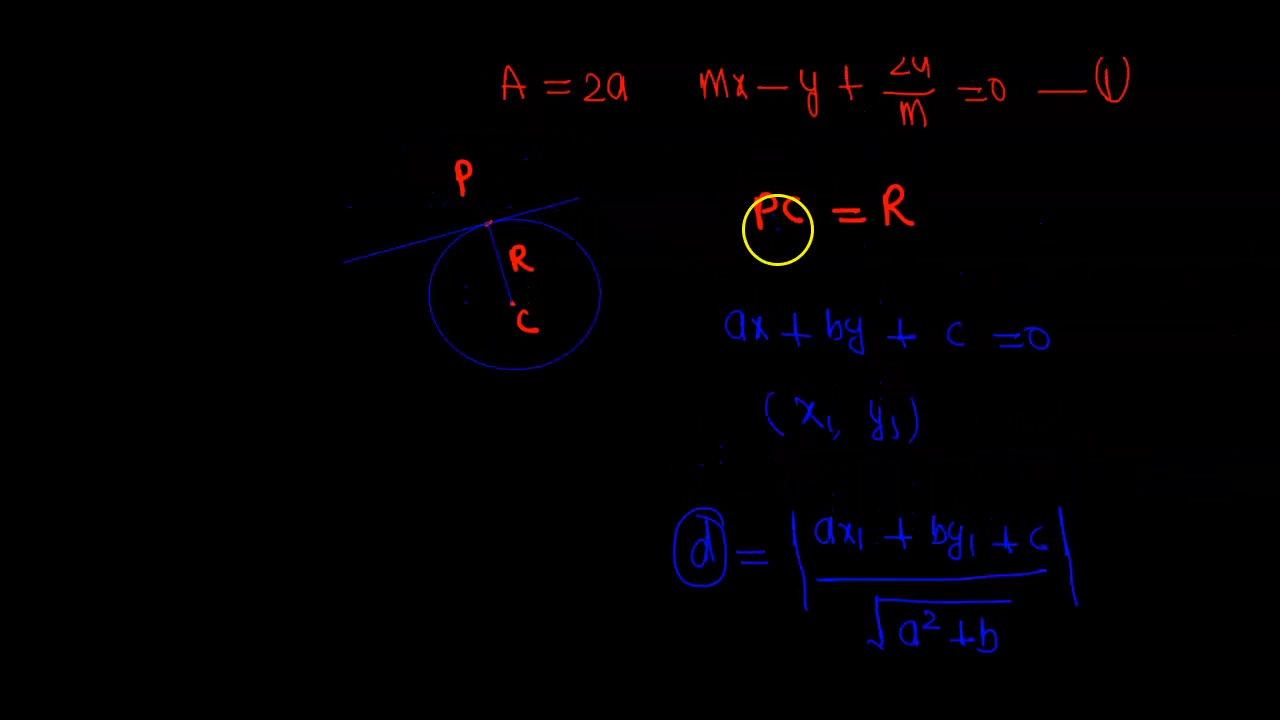 A = 2a mx - y + 2a/m = 0 — (1)
P
PC = R
R
C
ax + by + c = 0
(x₁, y₁)
d = | (ax₁ + by₁ + c) / √(a² + b) |